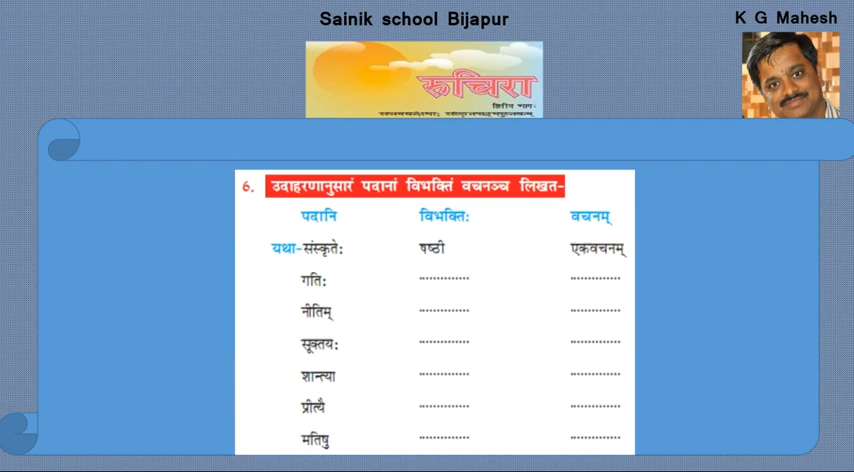 Sainik school Bijapur
K G Mahesh
रुचिरा
द्वितीय भागः
6. उदाहरणानुसारं पदानां विभक्तिं वचनञ्च लिखत-
पदानि विभक्तिः वचनम्
यथा-संस्कृतेः षष्ठी एकवचनम्
गतिः .............. ..............
नीतिम् .............. ..............
सूक्तयः .............. ..............
शान्त्या .............. ..............
प्रीत्यै .............. ..............
मतिषु .............. ..............